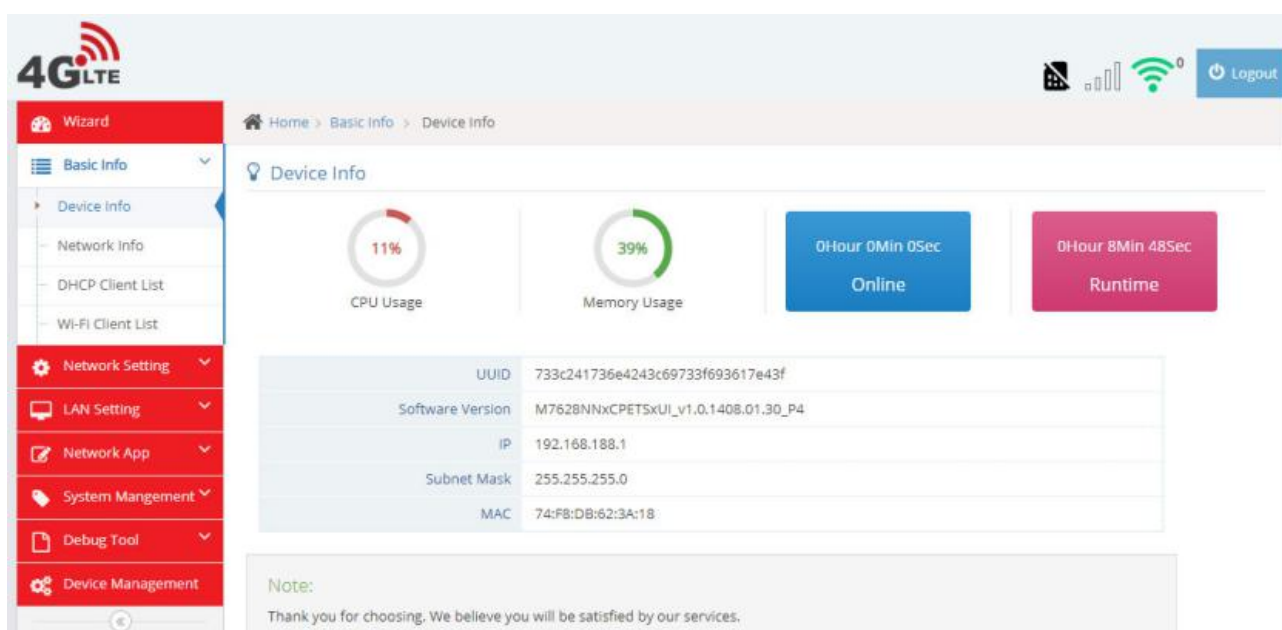 4G LTE
0
Logout
Wizard
Home > Basic Info > Device Info
Basic Info
Device Info
Device Info
Network Info
DHCP Client List
Wi-Fi Client List
11%
CPU Usage
39%
Memory Usage
0Hour 0Min 0Sec
Online
0Hour 8Min 48Sec
Runtime
Network Setting
LAN Setting
Network App
System Mangement
Debug Tool
Device Management
UUID 733c241736e4243c69733f693617e43f
Software Version M7628NNxCPETSxUI_v1.0.1408.01.30_P4
IP 192.168.188.1
Subnet Mask 255.255.255.0
MAC 74:F8:DB:62:3A:18
Note:
Thank you for choosing. We believe you will be satisfied by our services.